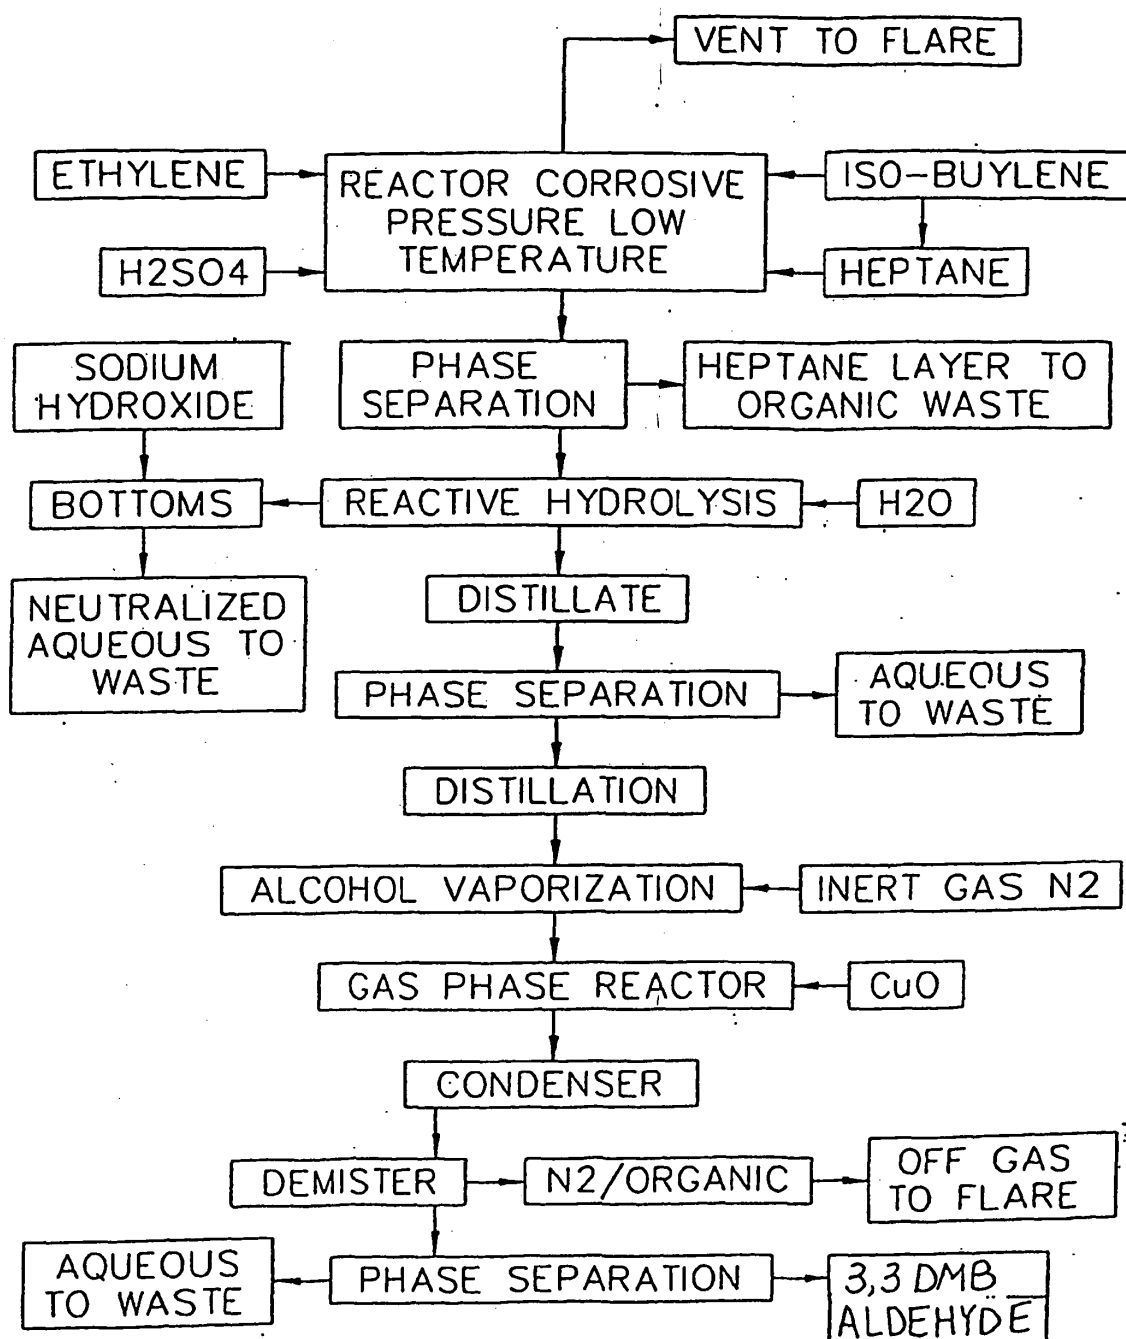 VENT TO FLARE
ETHYLENE
REACTOR CORROSIVE
PRESSURE LOW
TEMPERATURE
ISO-BUYLENE
H2SO4
HEPTANE
SODIUM
HYDROXIDE
PHASE
SEPARATION
HEPTANE LAYER TO
ORGANIC WASTE
BOTTOMS
REACTIVE HYDROLYSIS
H2O
NEUTRALIZED
AQUEOUS TO
WASTE
DISTILLATE
PHASE SEPARATION
AQUEOUS
TO WASTE
DISTILLATION
ALCOHOL VAPORIZATION
INERT GAS N2
GAS PHASE REACTOR
CuO
CONDENSER
DEMISTER
N2/ORGANIC
OFF GAS
TO FLARE
AQUEOUS
TO WASTE
PHASE SEPARATION
3,3 DMB
ALDEHYDE